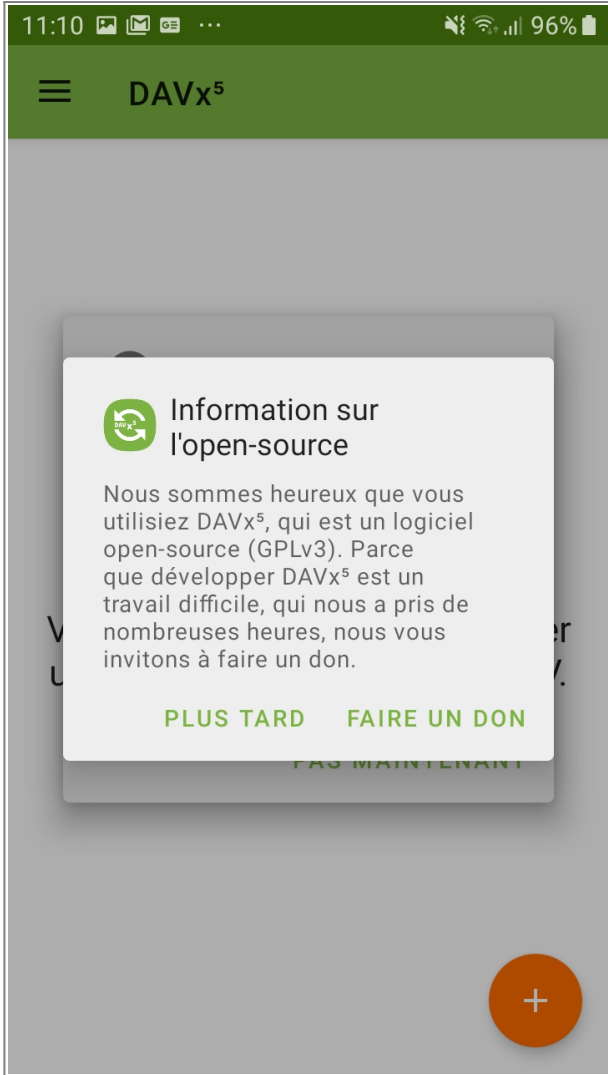 11:10 96%
DAVx⁵
Information sur
l'open-source
Nous sommes heureux que vous
utilisiez DAVx⁵, qui est un logiciel
open-source (GPLv3). Parce
que développer DAVx⁵ est un
travail difficile, qui nous a pris de
nombreuses heures, nous vous
invitons à faire un don.
PLUS TARD FAIRE UN DON
PAS MAINTENANT